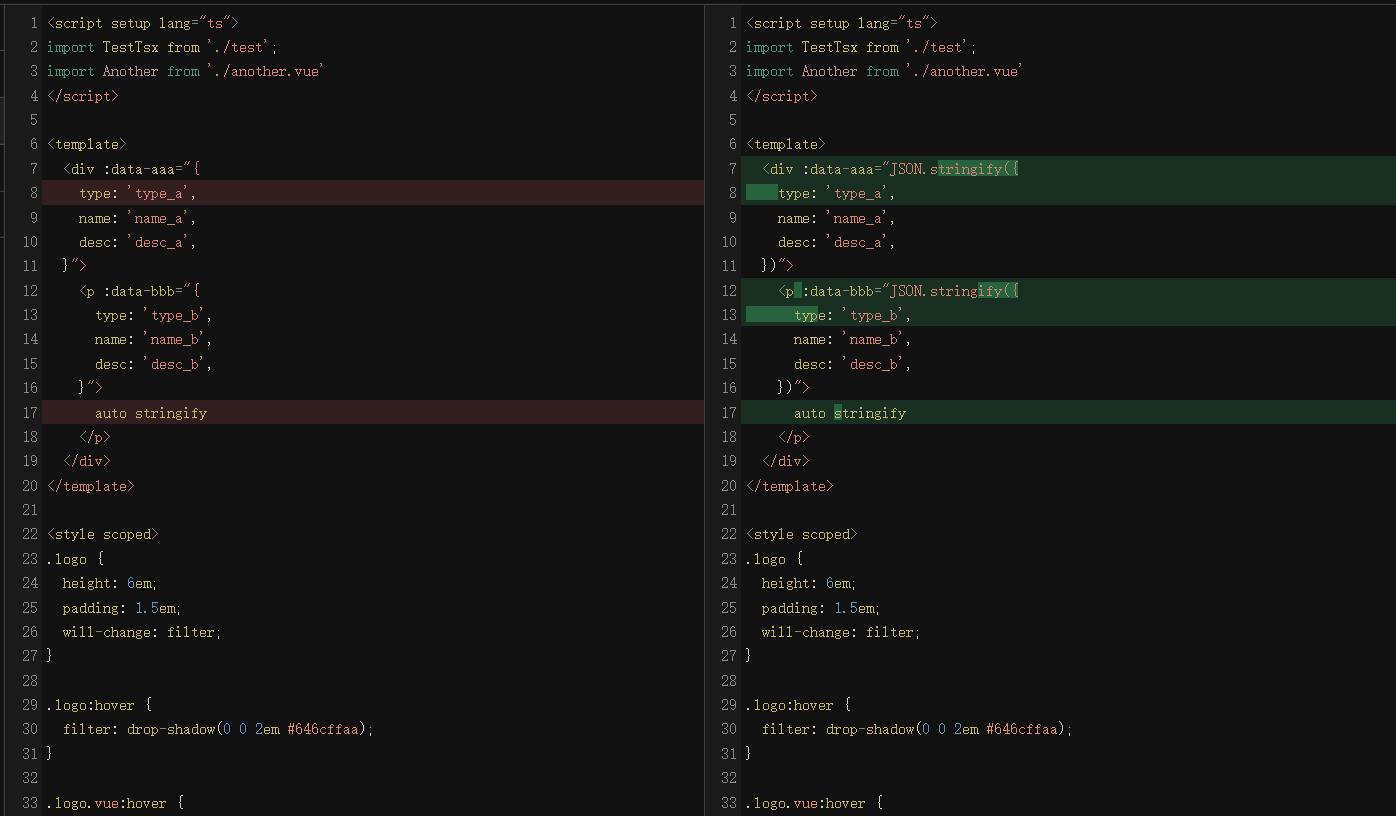 1 <script setup lang="ts">
2 import TestTsx from './test';
3 import Another from './another.vue'
4 </script>
5
6 <template>
7   <div :data-aaa="{
8     type: 'type_a',
9     name: 'name_a',
10     desc: 'desc_a',
11   }">
12     <p :data-bbb="{
13       type: 'type_b',
14       name: 'name_b',
15       desc: 'desc_b',
16     }">
17       auto stringify
18     </p>
19   </div>
20 </template>
21
22 <style scoped>
23 .logo {
24   height: 6em;
25   padding: 1.5em;
26   will-change: filter;
27 }
28
29 .logo:hover {
30   filter: drop-shadow(0 0 2em #646cffaa);
31 }
32
33 .logo.vue:hover {
1 <script setup lang="ts">
2 import TestTsx from './test';
3 import Another from './another.vue'
4 </script>
5
6 <template>
7   <div :data-aaa="JSON.stringify({
8     type: 'type_a',
9     name: 'name_a',
10     desc: 'desc_a',
11   })">
12     <p :data-bbb="JSON.stringify({
13       type: 'type_b',
14       name: 'name_b',
15       desc: 'desc_b',
16     })">
17       auto stringify
18     </p>
19   </div>
20 </template>
21
22 <style scoped>
23 .logo {
24   height: 6em;
25   padding: 1.5em;
26   will-change: filter;
27 }
28
29 .logo:hover {
30   filter: drop-shadow(0 0 2em #646cffaa);
31 }
32
33 .logo.vue:hover {